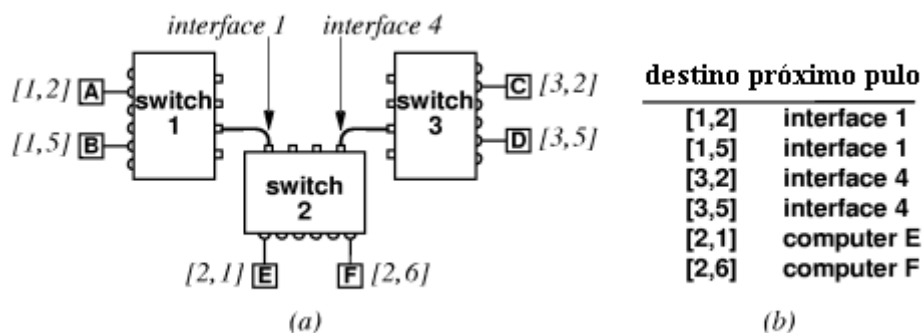 interface 1 interface 4
[1,2] A
switch
1
[1,5] B
switch
3
C [3,2]
D [3,5]
switch
2
[2,1] E
F [2,6]
(a)
destino próximo pulo
[1,2] interface 1
[1,5] interface 1
[3,2] interface 4
[3,5] interface 4
[2,1] computer E
[2,6] computer F
(b)